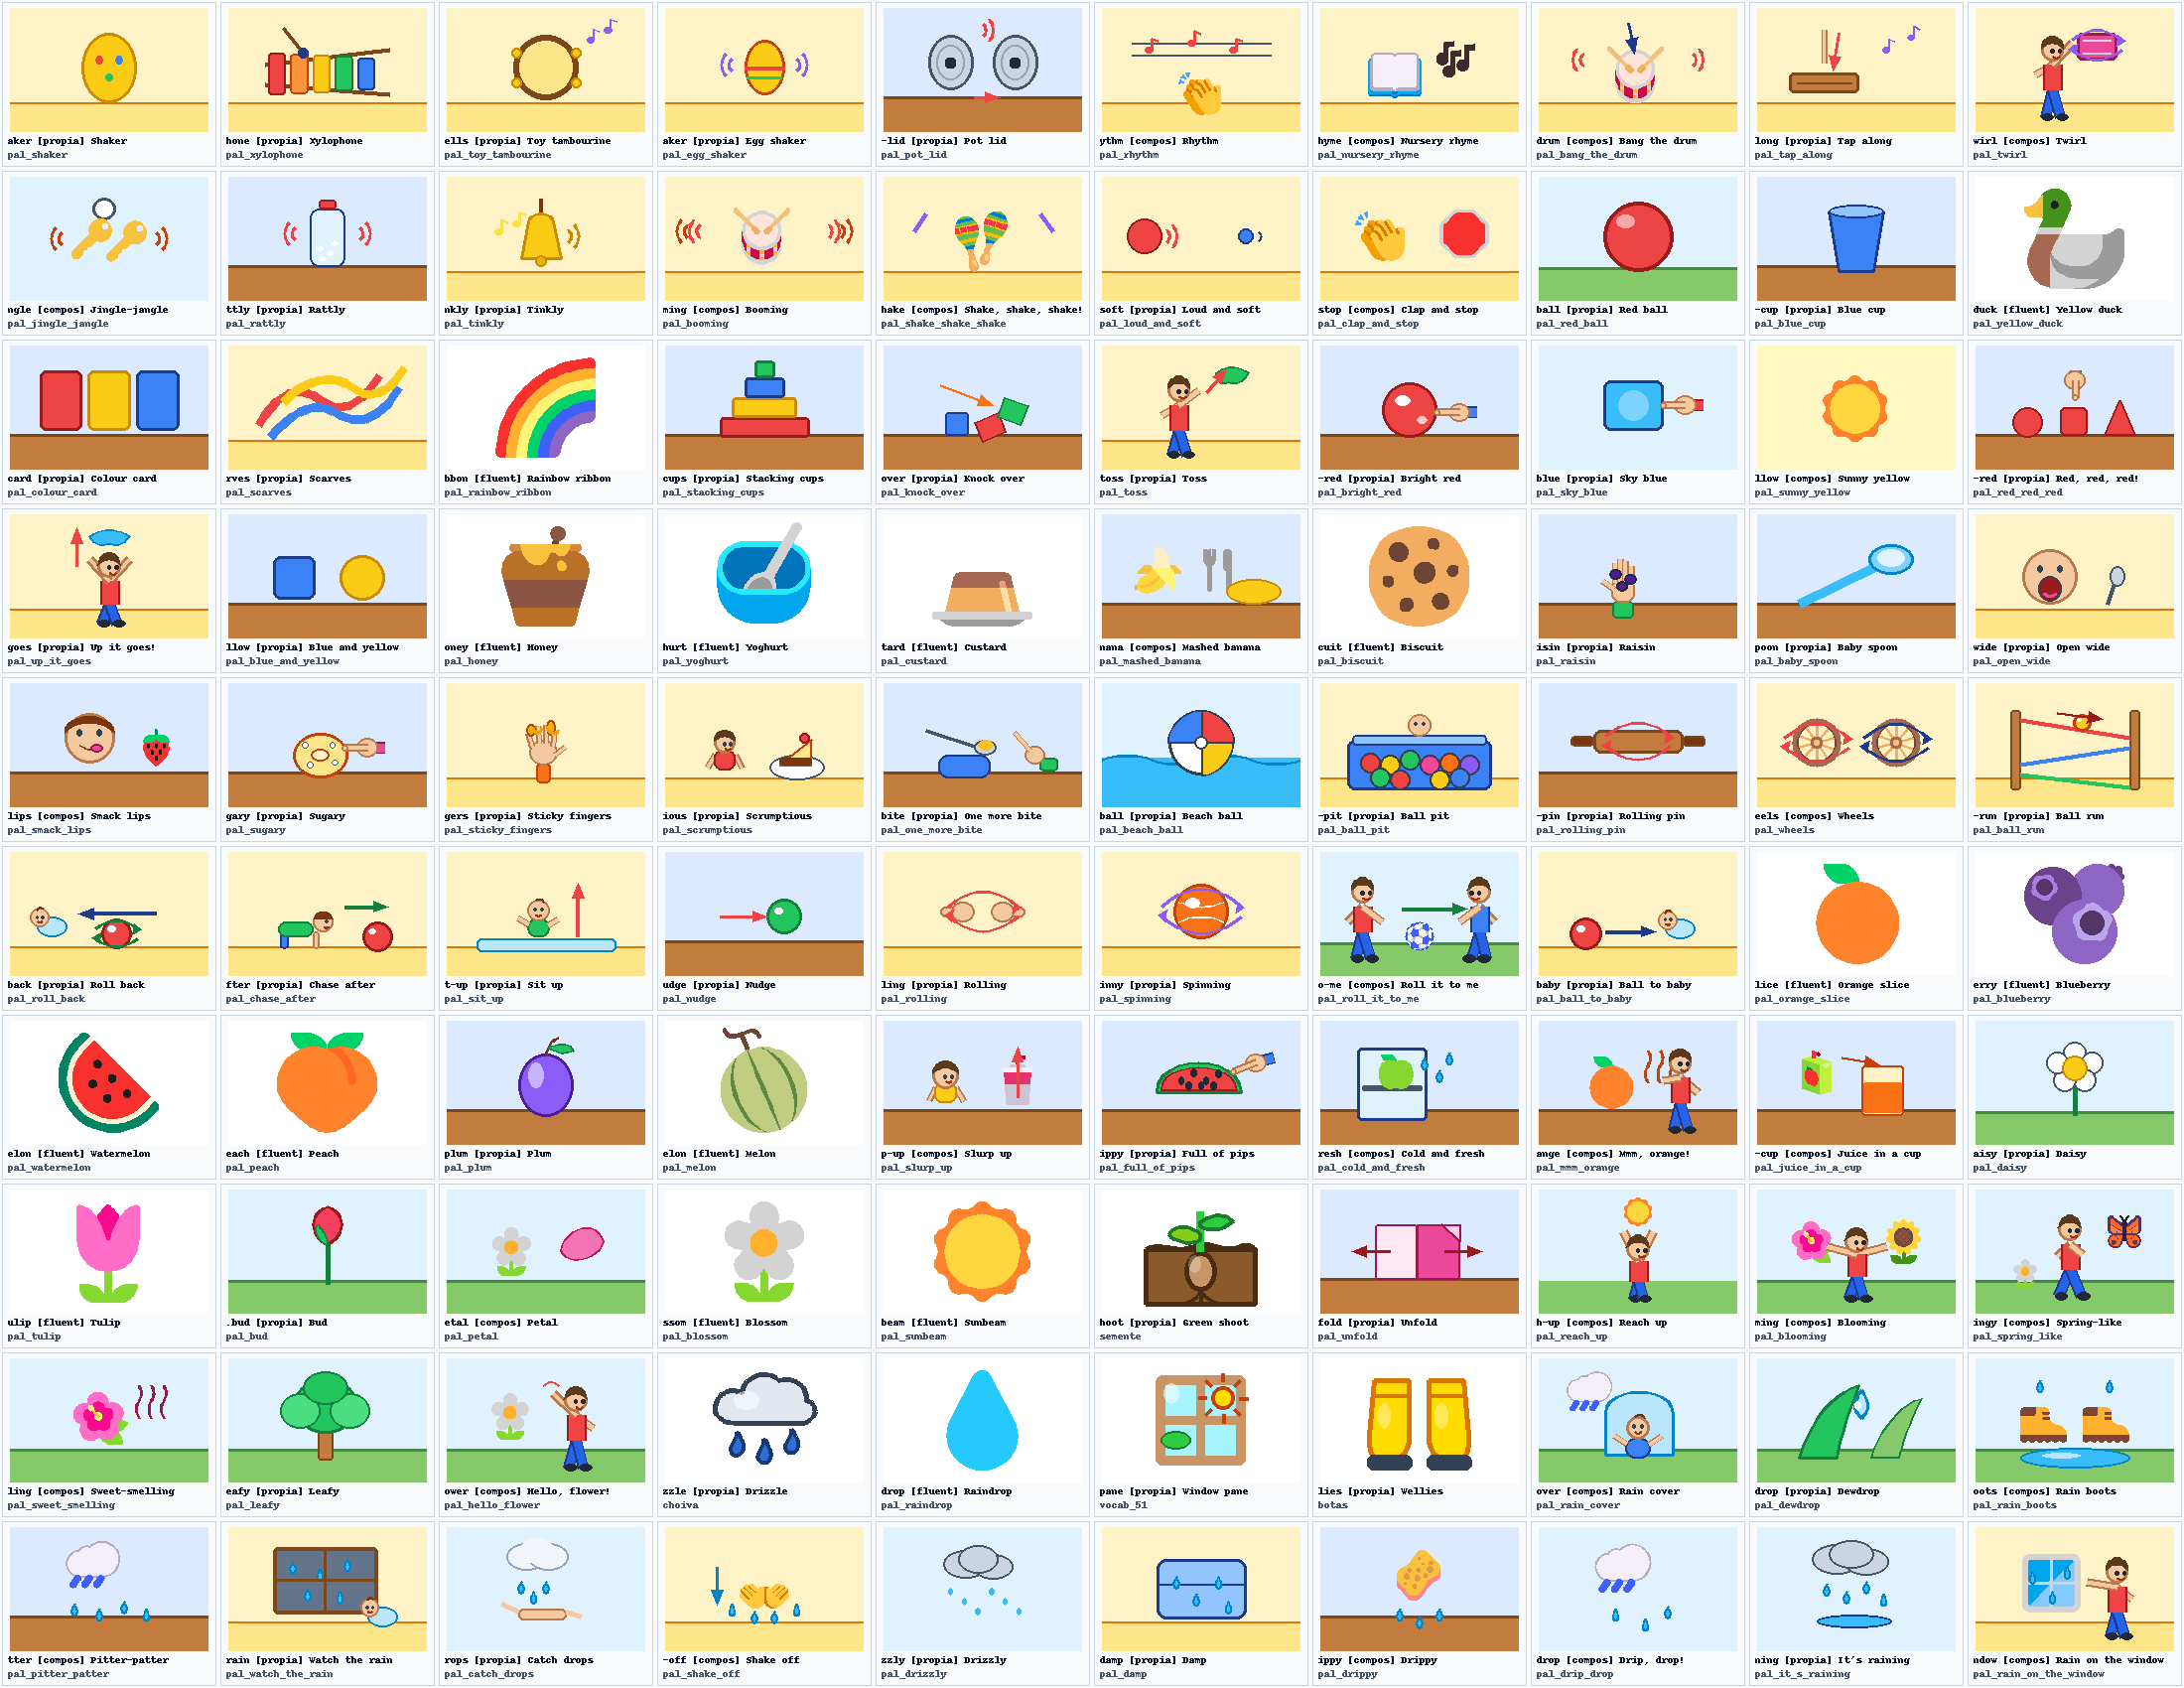 aker [propia] Shaker
pal_shaker
hone [propia] Xylophone
pal_xylophone
ells [propia] Toy tambourine
pal_toy_tambourine
aker [propia] Egg shaker
pal_egg_shaker
-lid [propia] Pot lid
pal_pot_lid
ythm [compos] Rhythm
pal_rhythm
hyme [compos] Nursery rhyme
pal_nursery_rhyme
drum [compos] Bang the drum
pal_bang_the_drum
long [propia] Tap along
pal_tap_along
wirl [compos] Twirl
pal_twirl
ngle [compos] Jingle-jangle
pal_jingle_jangle
ttly [propia] Rattly
pal_rattly
nkly [propia] Tinkly
pal_tinkly
ming [compos] Booming
pal_booming
hake [compos] Shake, shake, shake!
pal_shake_shake_shake
soft [propia] Loud and soft
pal_loud_and_soft
stop [compos] Clap and stop
pal_clap_and_stop
ball [propia] Red ball
pal_red_ball
-cup [propia] Blue cup
pal_blue_cup
duck [fluent] Yellow duck
pal_yellow_duck
card [propia] Colour card
pal_colour_card
rves [propia] Scarves
pal_scarves
bbon [fluent] Rainbow ribbon
pal_rainbow_ribbon
cups [propia] Stacking cups
pal_stacking_cups
over [propia] Knock over
pal_knock_over
toss [propia] Toss
pal_toss
-red [propia] Bright red
pal_bright_red
blue [propia] Sky blue
pal_sky_blue
llow [compos] Sunny yellow
pal_sunny_yellow
-red [propia] Red, red, red!
pal_red_red_red
goes [propia] Up it goes!
pal_up_it_goes
llow [propia] Blue and yellow
pal_blue_and_yellow
oney [fluent] Honey
pal_honey
hurt [fluent] Yoghurt
pal_yoghurt
tard [fluent] Custard
pal_custard
nana [compos] Mashed banana
pal_mashed_banana
cuit [fluent] Biscuit
pal_biscuit
isin [propia] Raisin
pal_raisin
poon [propia] Baby spoon
pal_baby_spoon
wide [propia] Open wide
pal_open_wide
lips [compos] Smack lips
pal_smack_lips
gary [propia] Sugary
pal_sugary
gers [propia] Sticky fingers
pal_sticky_fingers
ious [propia] Scrumptious
pal_scrumptious
bite [propia] One more bite
pal_one_more_bite
ball [propia] Beach ball
pal_beach_ball
-pit [propia] Ball pit
pal_ball_pit
-pin [propia] Rolling pin
pal_rolling_pin
eels [compos] Wheels
pal_wheels
-run [propia] Ball run
pal_ball_run
back [propia] Roll back
pal_roll_back
fter [propia] Chase after
pal_chase_after
t-up [propia] Sit up
pal_sit_up
udge [propia] Nudge
pal_nudge
ling [propia] Rolling
pal_rolling
inny [propia] Spinning
pal_spinning
o-me [compos] Roll it to me
pal_roll_it_to_me
baby [propia] Ball to baby
pal_ball_to_baby
lice [fluent] Orange slice
pal_orange_slice
erry [fluent] Blueberry
pal_blueberry
elon [fluent] Watermelon
pal_watermelon
each [fluent] Peach
pal_peach
plum [propia] Plum
pal_plum
elon [fluent] Melon
pal_melon
p-up [compos] Slurp up
pal_slurp_up
ippy [propia] Full of pips
pal_full_of_pips
resh [compos] Cold and fresh
pal_cold_and_fresh
ange [compos] Mmm, orange!
pal_mmm_orange
-cup [compos] Juice in a cup
pal_juice_in_a_cup
aisy [propia] Daisy
pal_daisy
ulip [fluent] Tulip
pal_tulip
.bud [propia] Bud
pal_bud
etal [compos] Petal
pal_petal
ssom [fluent] Blossom
pal_blossom
beam [fluent] Sunbeam
pal_sunbeam
hoot [propia] Green shoot
semente
fold [propia] Unfold
pal_unfold
h-up [compos] Reach up
pal_reach_up
ming [compos] Blooming
pal_blooming
ingy [compos] Spring-like
pal_spring_like
ling [compos] Sweet-smelling
pal_sweet_smelling
eafy [propia] Leafy
pal_leafy
ower [compos] Hello, flower!
pal_hello_flower
zzle [propia] Drizzle
choiva
drop [fluent] Raindrop
pal_raindrop
pane [propia] Window pane
vocab_51
lies [propia] Wellies
botas
over [compos] Rain cover
pal_rain_cover
drop [propia] Dewdrop
pal_dewdrop
oots [compos] Rain boots
pal_rain_boots
tter [compos] Pitter-patter
pal_pitter_patter
rain [propia] Watch the rain
pal_watch_the_rain
rops [propia] Catch drops
pal_catch_drops
-off [compos] Shake off
pal_shake_off
zzly [propia] Drizzly
pal_drizzly
damp [propia] Damp
pal_damp
ippy [compos] Drippy
pal_drippy
drop [compos] Drip, drop!
pal_drip_drop
ning [propia] It's raining
pal_it_s_raining
ndow [compos] Rain on the window
pal_rain_on_the_window